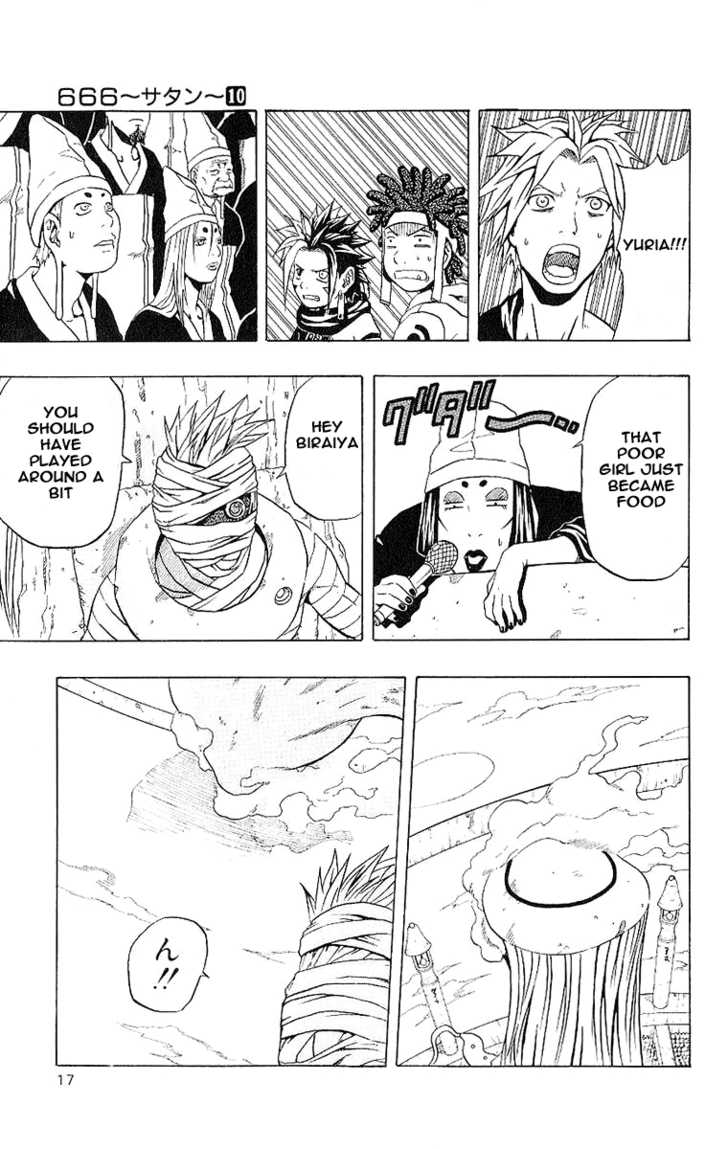 666〜サタン〜10
YURIA!!!
THAT
POOR
GIRL JUST
BECAME
FOOD
グダ〜…
HEY
BIRAIYA
YOU
SHOULD
HAVE
PLAYED
AROUND A
BIT
ん!!
17